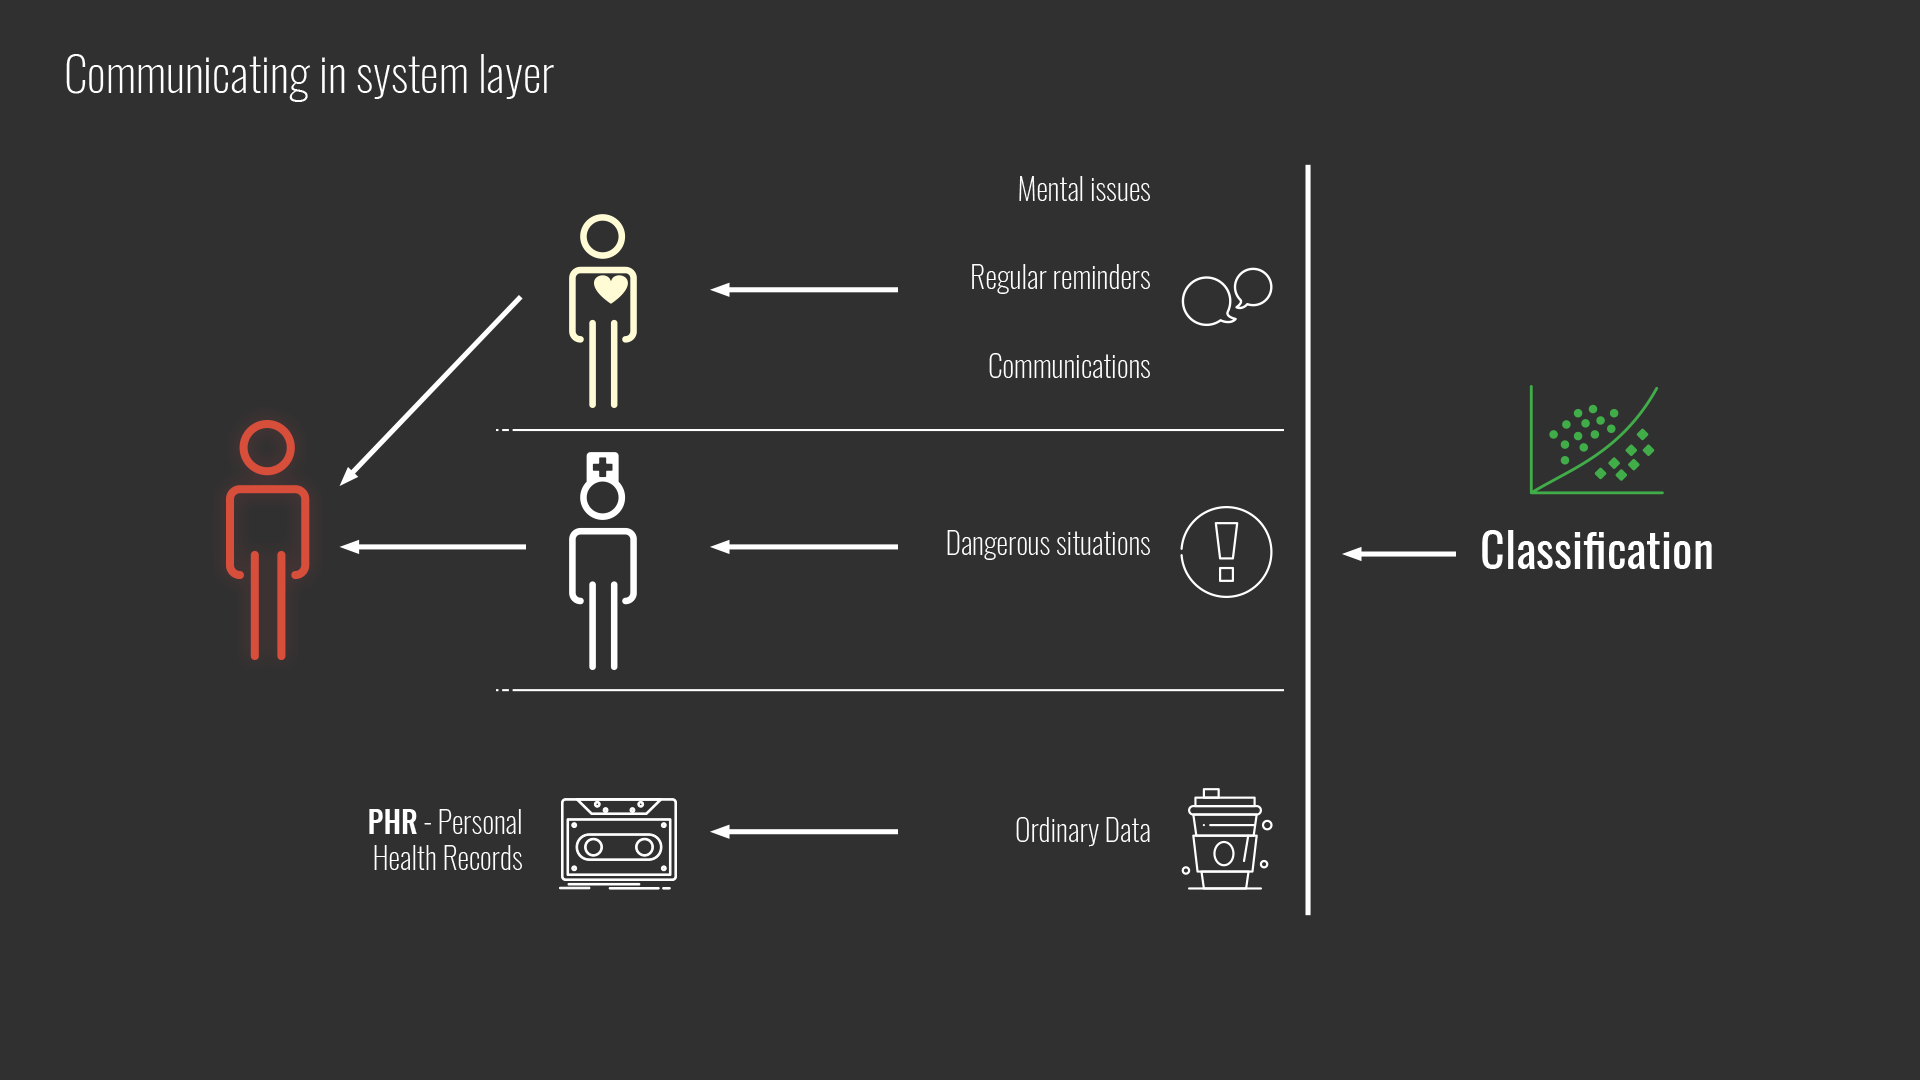 Communicating in system layer
Mental issues
Regular reminders
Communications
Dangerous situations
Classification
PHR - Personal
Health Records
Ordinary Data